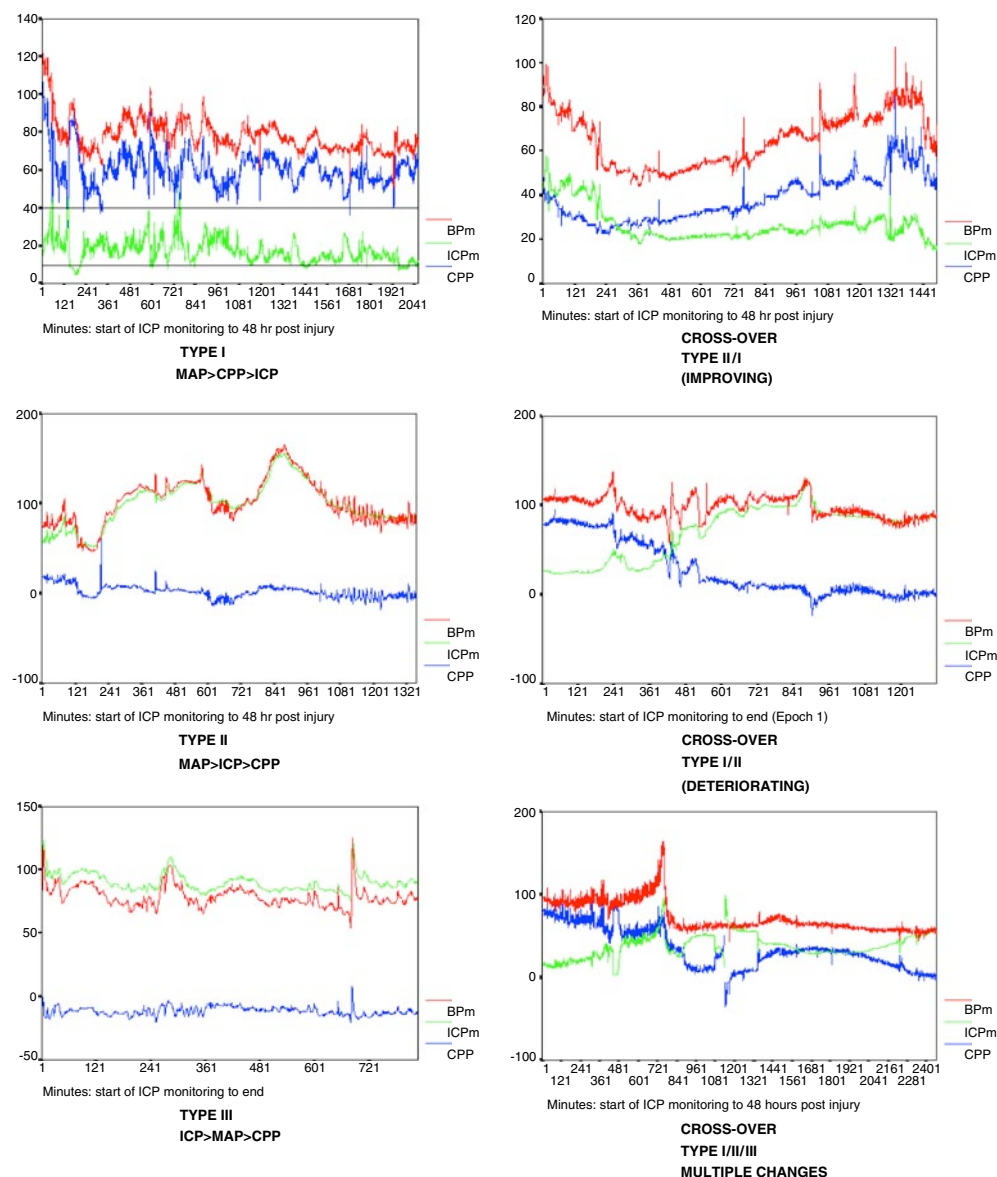 140
120
100
80
60
40
20
0
1 241 481 721 961 1200 1441 1681 1921
121 361 601 841 1081 1321 1561 1800 2041
BPm
ICPm
CPP
Minutes: start of ICP monitoring to 48 hr post injury
TYPE I
MAP>CPP>ICP
120
100
80
60
40
20
0
1 121 241 361 481 601 721 841 961 1081 1200 1321 1441
BPm
ICPm
CPP
Minutes: start of ICP monitoring to 48 hr post injury
CROSS-OVER
TYPE II/I
(IMPROVING)
200
100
0
-100
1 121 241 361 481 601 721 841 961 1081 1201 1321
BPm
ICPm
CPP
Minutes: start of ICP monitoring to 48 hr post injury
TYPE II
MAP>ICP>CPP
200
100
0
-100
1 121 241 361 481 601 721 841 961 1081 1201
BPm
ICPm
CPP
Minutes: start of ICP monitoring to end (Epoch 1)
CROSS-OVER
TYPE I/II
(DETERIORATING)
150
100
50
0
-50
1 121 241 361 481 601 721
BPm
ICPm
CPP
Minutes: start of ICP monitoring to end
TYPE III
ICP>MAP>CPP
200
100
0
-100
1 241 481 721 961 1201 1441 1681 1921 2161 2401
121 361 601 841 1081 1321 1561 1801 2041 2281
BPm
ICPm
CPP
Minutes: start of ICP monitoring to 48 hours post injury
CROSS-OVER
TYPE I/II/III
MULTIPLE CHANGES